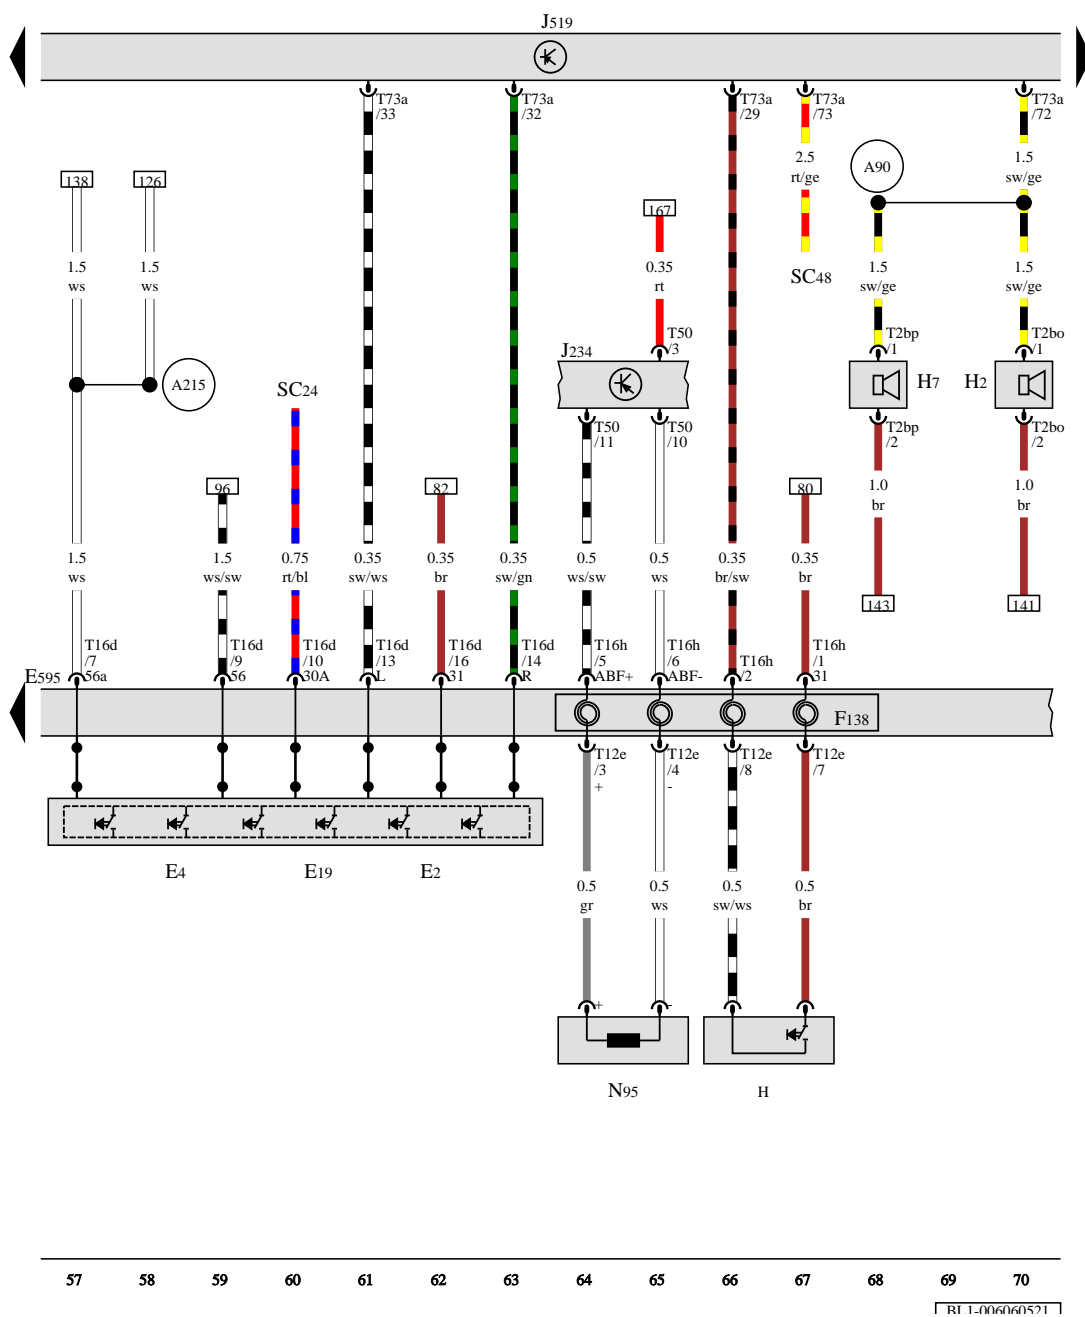 J519
T73a
/33
T73a
/32
T73a
/29
T73a
/73
T73a
/72
2.5
rt/ge
1.5
sw/ge
A90
138
126
167
1.5
ws
1.5
ws
0.35
rt
SC48
1.5
sw/ge
1.5
sw/ge
T50
/3
T2bp
/1
T2bo
/1
J234
A215
SC24
H7
H2
T50
/11
T50
/10
T2bp
/2
T2bo
/2
96
82
80
1.0
br
1.0
br
1.5
ws
1.5
ws/sw
0.75
rt/bl
0.35
sw/ws
0.35
br
0.35
sw/gn
0.5
ws/sw
0.5
ws
0.35
br/sw
0.35
br
143
141
T16d
/7
56a
T16d
/9
56
T16d
/10
30A
T16d
/13
L
T16d
/16
31
T16d
/14
R
T16h
/5
ABF+
T16h
/6
ABF-
T16h
/2
T16h
/1
31
E595
F138
T12e
/3
+
T12e
/4
-
T12e
/8
T12e
/7
E4
E19
E2
0.5
gr
0.5
ws
0.5
sw/ws
0.5
br
+
-
N95
H
57 58 59 60 61 62 63 64 65 66 67 68 69 70
BL1-006060521